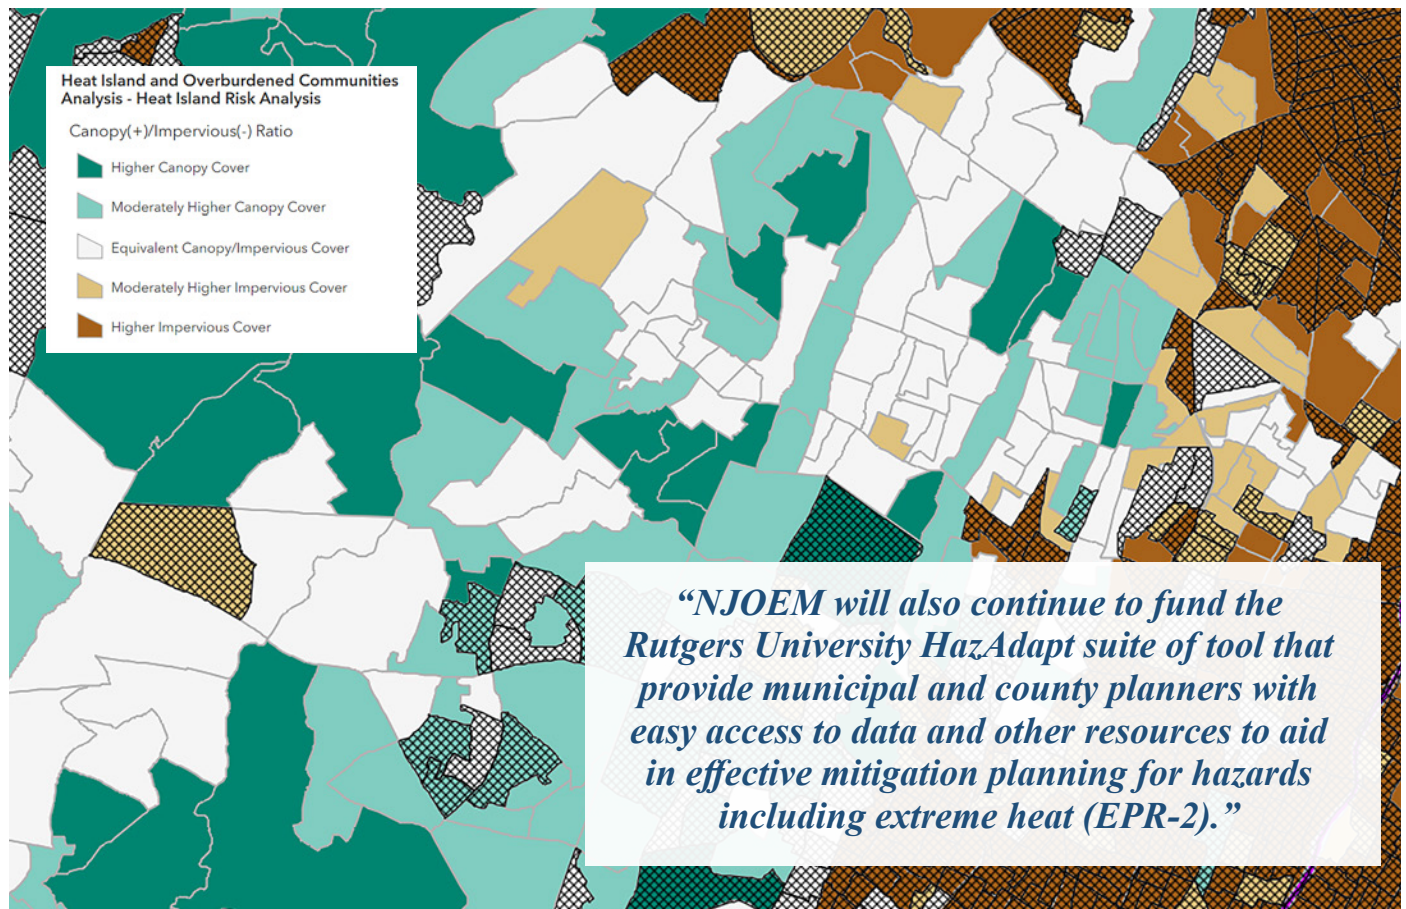 Heat Island and Overburdened Communities
Analysis - Heat Island Risk Analysis
Canopy(+)/Impervious(-) Ratio
Higher Canopy Cover
Moderately Higher Canopy Cover
Equivalent Canopy/Impervious Cover
Moderately Higher Impervious Cover
Higher Impervious Cover
“NJOEM will also continue to fund the
Rutgers University HazAdapt suite of tool that
provide municipal and county planners with
easy access to data and other resources to aid
in effective mitigation planning for hazards
including extreme heat (EPR-2).”